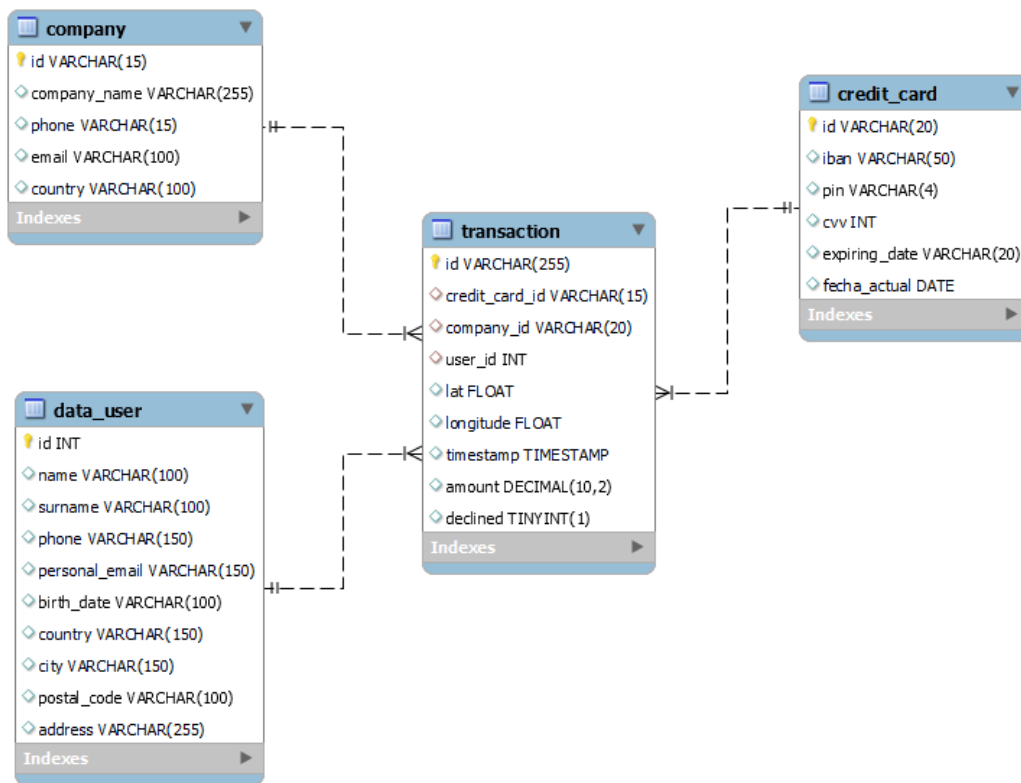 company
id VARCHAR(15)
company_name VARCHAR(255)
phone VARCHAR(15)
email VARCHAR(100)
country VARCHAR(100)
Indexes
credit_card
id VARCHAR(20)
iban VARCHAR(50)
pin VARCHAR(4)
cvv INT
expiring_date VARCHAR(20)
fecha_actual DATE
Indexes
transaction
id VARCHAR(255)
credit_card_id VARCHAR(15)
company_id VARCHAR(20)
user_id INT
lat FLOAT
longitude FLOAT
timestamp TIMESTAMP
amount DECIMAL(10,2)
declined TINYINT(1)
Indexes
data_user
id INT
name VARCHAR(100)
surname VARCHAR(100)
phone VARCHAR(150)
personal_email VARCHAR(150)
birth_date VARCHAR(100)
country VARCHAR(150)
city VARCHAR(150)
postal_code VARCHAR(100)
address VARCHAR(255)
Indexes